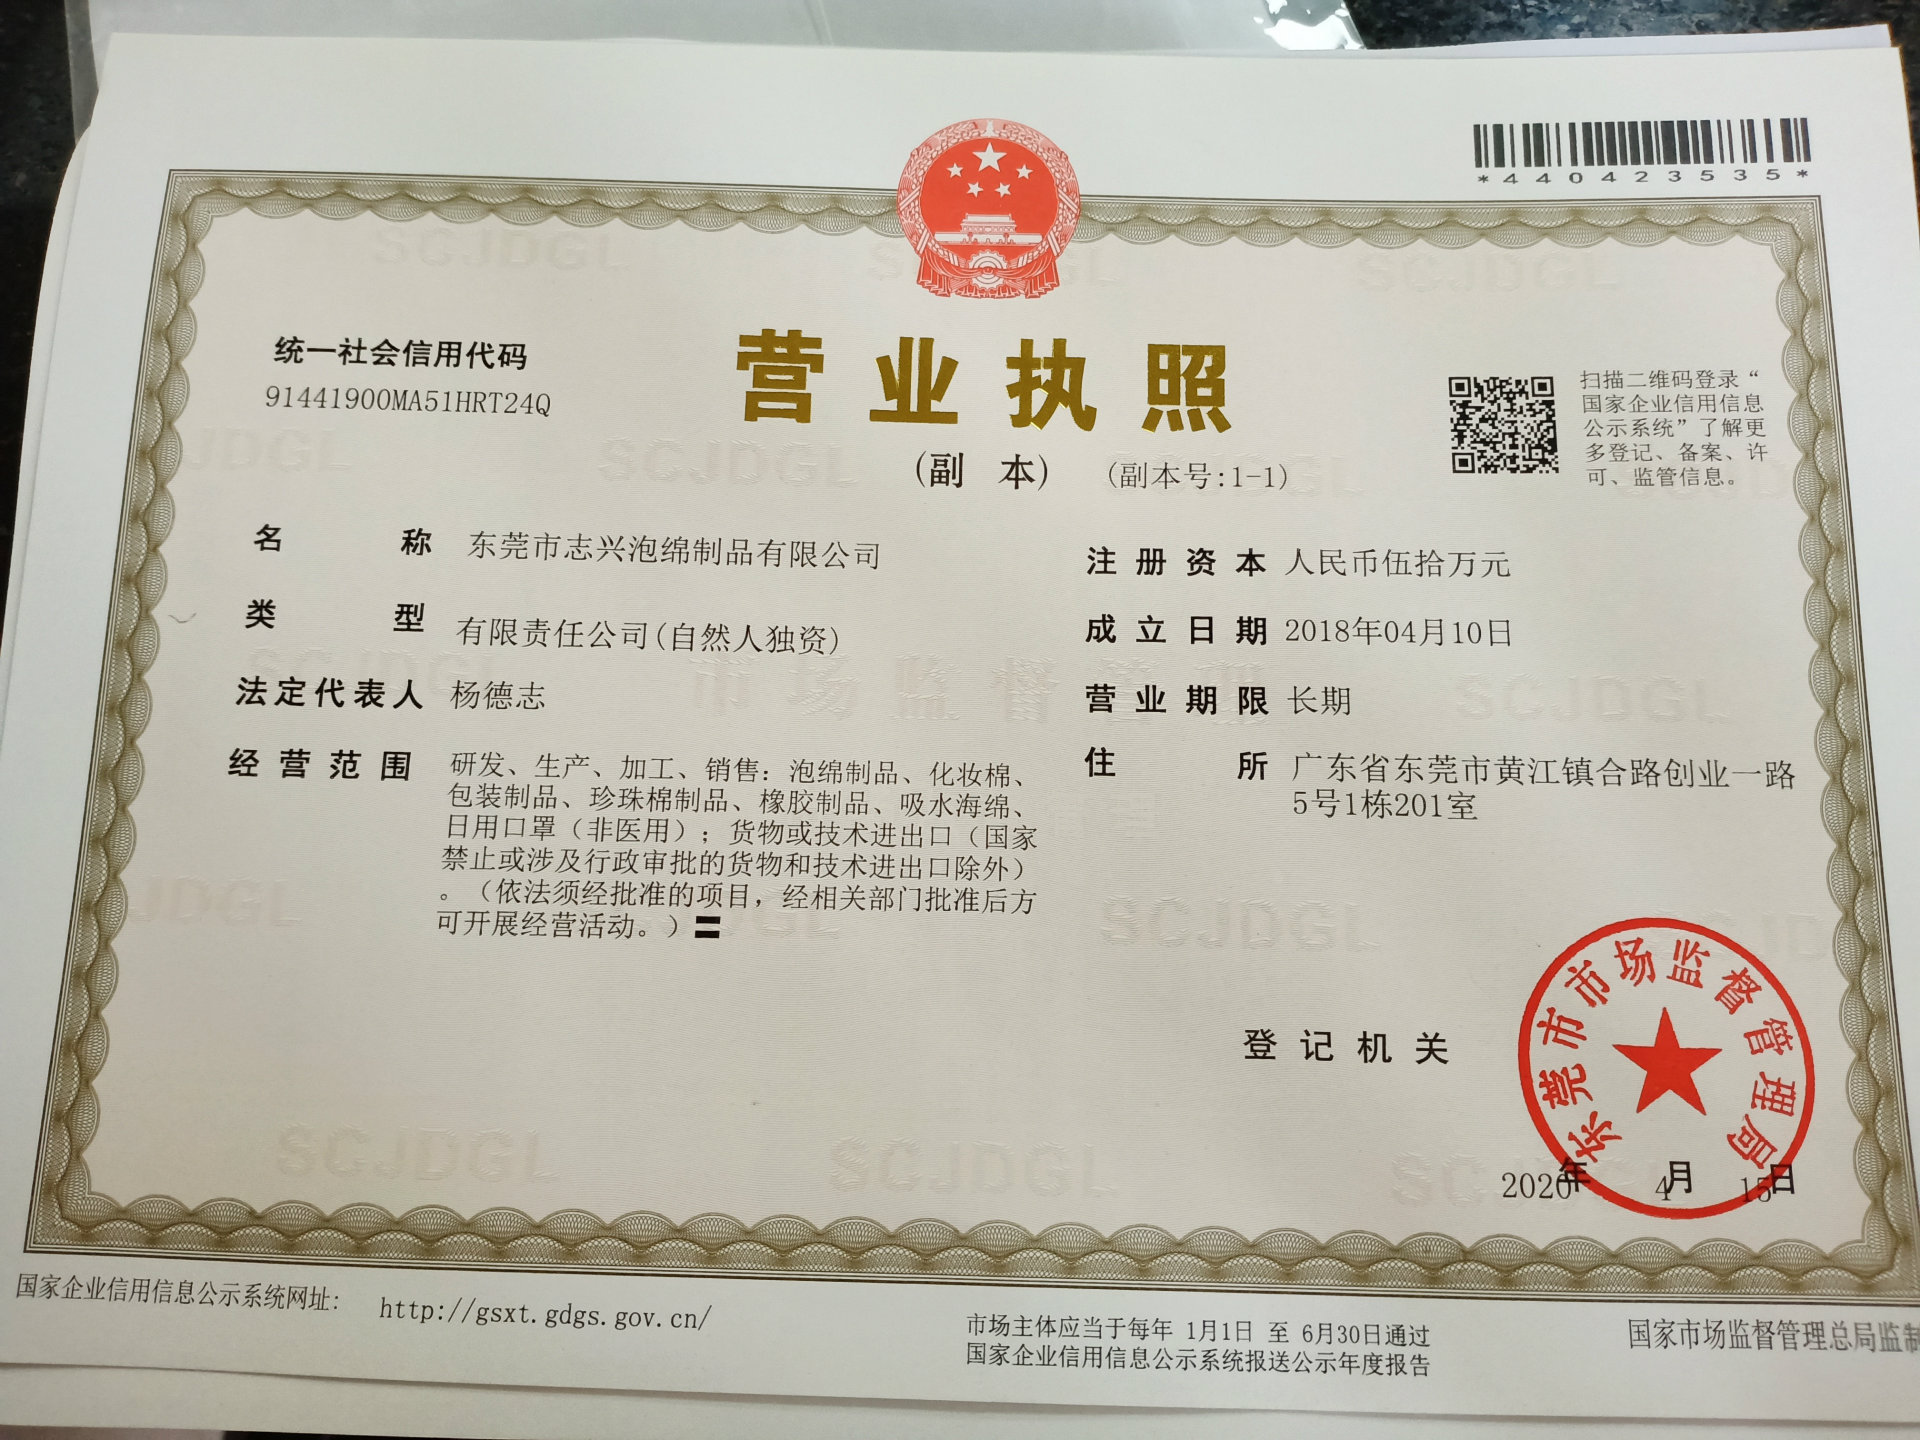 *440423535*
统一社会信用代码
91441900MA51HRT24Q
营业执照
(副 本) (副本号:1-1)
扫描二维码登录“
国家企业信用信息
公示系统”了解更
多登记、备案、许
可、监管信息。
名 称 东莞市志兴泡绵制品有限公司
类 型 有限责任公司(自然人独资)
法定代表人 杨德志
经营范围 研发、生产、加工、销售：泡绵制品、化妆棉、
包装制品、珍珠棉制品、橡胶制品、吸水海绵、
日用口罩（非医用）；货物或技术进出口（国家
禁止或涉及行政审批的货物和技术进出口除外）
。（依法须经批准的项目，经相关部门批准后方
可开展经营活动。）
注册资本 人民币伍拾万元
成立日期 2018年04月10日
营业期限 长期
住 所 广东省东莞市黄江镇合路创业一路
5号1栋201室
登记机关
东莞市市场监督管理局
2020年 4月 15日
国家企业信用信息公示系统网址: http://gsxt.gdgs.gov.cn/
市场主体应当于每年 1月1日 至 6月30日通过
国家企业信用信息公示系统报送公示年度报告
国家市场监督管理总局监制
SCJDGL
市场监督管理